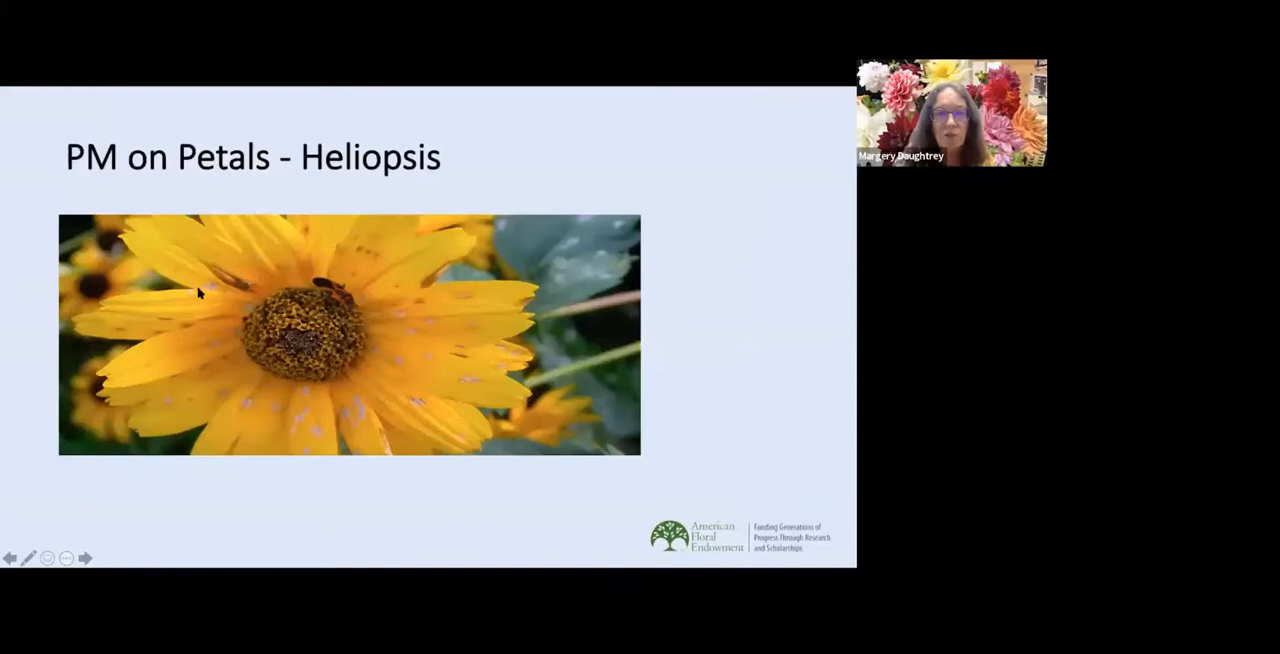 PM on Petals - Heliopsis
Margery Daughtrey
American
Floral
Endowment
Funding Generations of
Progress Through Research
and Scholarships